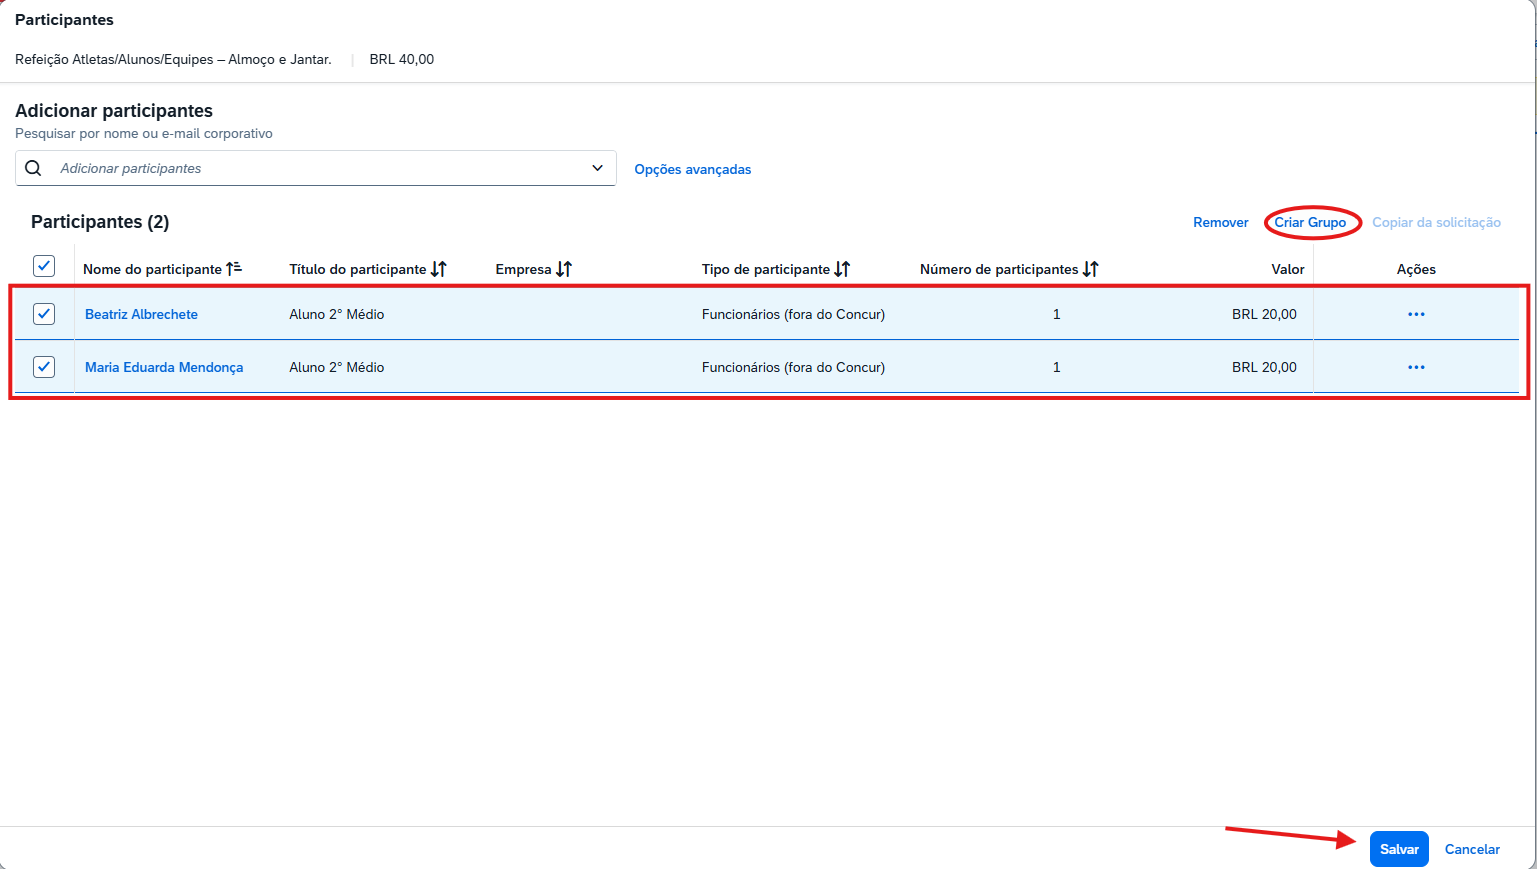 Participantes
Refeição Atletas/Alunos/Equipes – Almoço e Jantar. | BRL 40,00
Adicionar participantes
Pesquisar por nome ou e-mail corporativo
Adicionar participantes Opções avançadas
Participantes (2) Remover Criar Grupo Copiar da solicitação
Nome do participante Título do participante Empresa Tipo de participante Número de participantes Valor Ações
Beatriz Albrechete Aluno 2° Médio Funcionários (fora do Concur) 1 BRL 20,00 •••
Maria Eduarda Mendonça Aluno 2° Médio Funcionários (fora do Concur) 1 BRL 20,00 •••
Salvar Cancelar